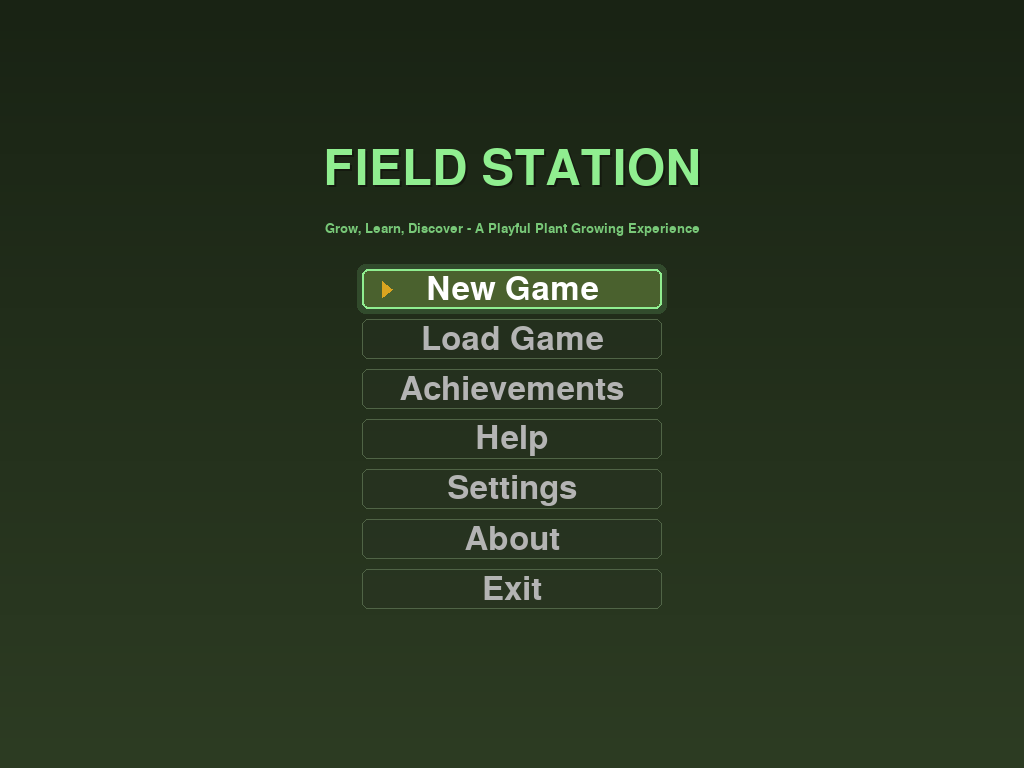 FIELD STATION
Grow, Learn, Discover - A Playful Plant Growing Experience
New Game
Load Game
Achievements
Help
Settings
About
Exit